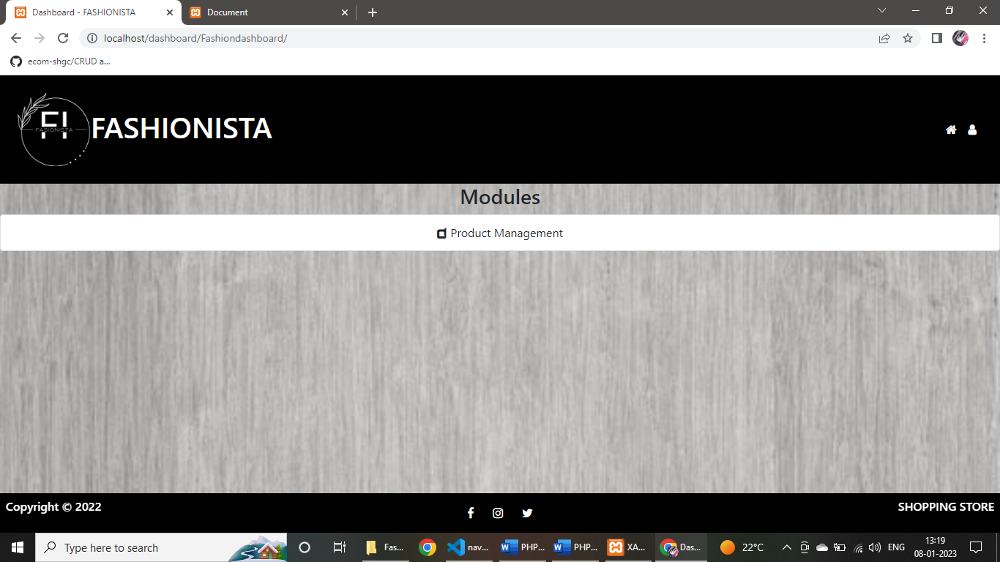 Dashboard - FASHIONISTA
Document
localhost/dashboard/Fashiondashboard/
ecom-shgc/CRUD a...
FASIONISTA
FASHIONISTA
Modules
Product Management
Copyright © 2022
SHOPPING STORE
Type here to search
Fas...
nav...
PHP...
PHP...
XA...
Das...
22°C
ENG
13:19
08-01-2023